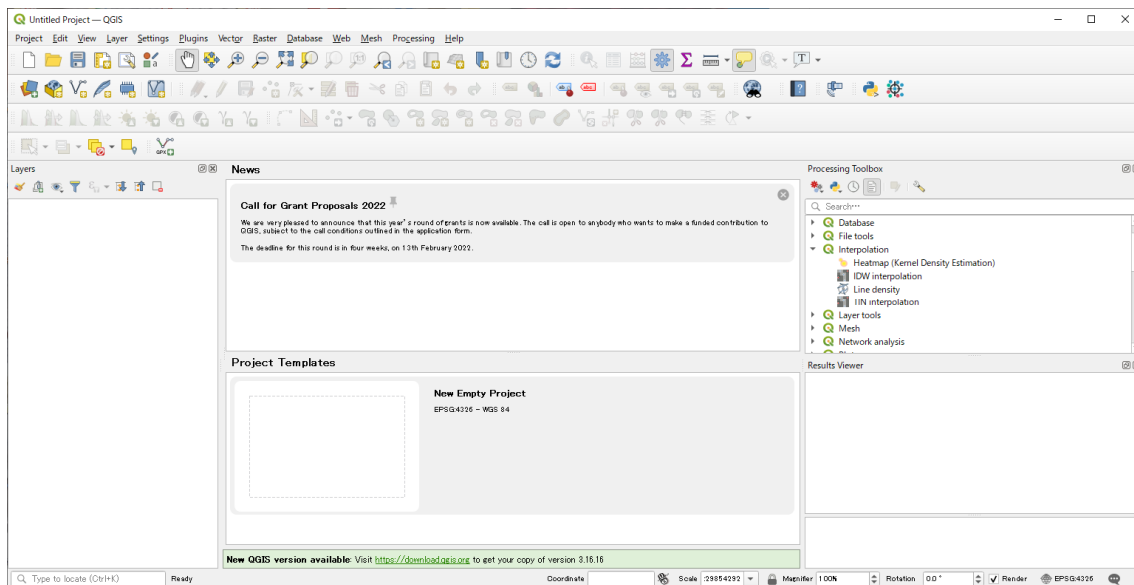 Untitled Project — QGIS
Project Edit View Layer Settings Plugins Vector Raster Database Web Mesh Processing Help
Layers
News
Call for Grant Proposals 2022
We are very pleased to announce that this year's round of grants is now available. The call is open to anybody who wants to make a funded contribution to
QGIS, subject to the call conditions outlined in the application form.
The deadline for this round is in four weeks, on 13th February 2022.
Project Templates
New Empty Project
EPSG:4326 - WGS 84
New QGIS version available: Visit https://download.qgis.org to get your copy of version 3.16.16
Processing Toolbox
Search…
Database
File tools
Interpolation
Heatmap (Kernel Density Estimation)
IDW interpolation
Line density
TIN interpolation
Layer tools
Mesh
Network analysis
Results Viewer
Type to locate (Ctrl+K) Ready Coordinate Scale :29854292 Magnifier 100% Rotation 0.0 ° Render EPSG:4326